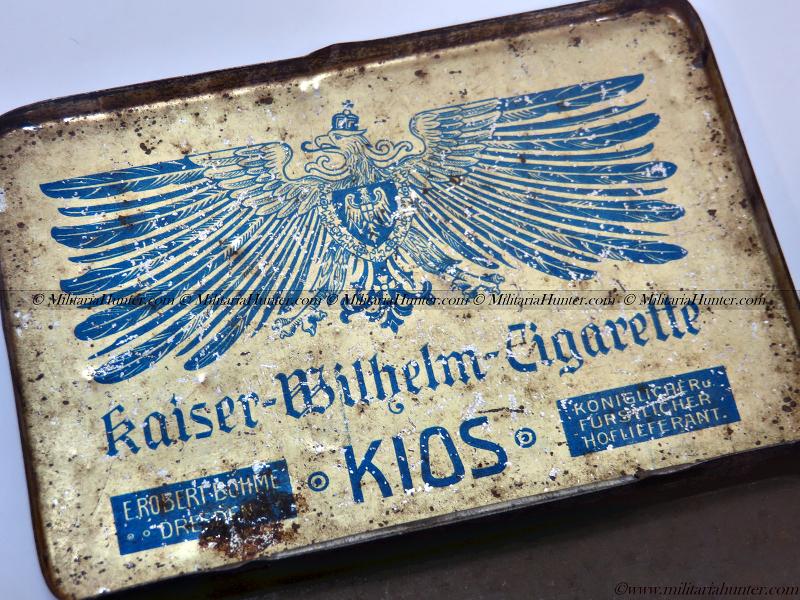 © MilitariaHunter.com © MilitariaHunter.com © MilitariaHunter.com © MilitariaHunter.com © MilitariaHunter.com
Kaiser-Wilhelm-Cigarette
KIOS
E.ROBERT BÖHME
DRESDEN
KÖNIGLICHER u
FÜRSTLICHER
HOFLIEFERANT.
©www.militariahunter.com